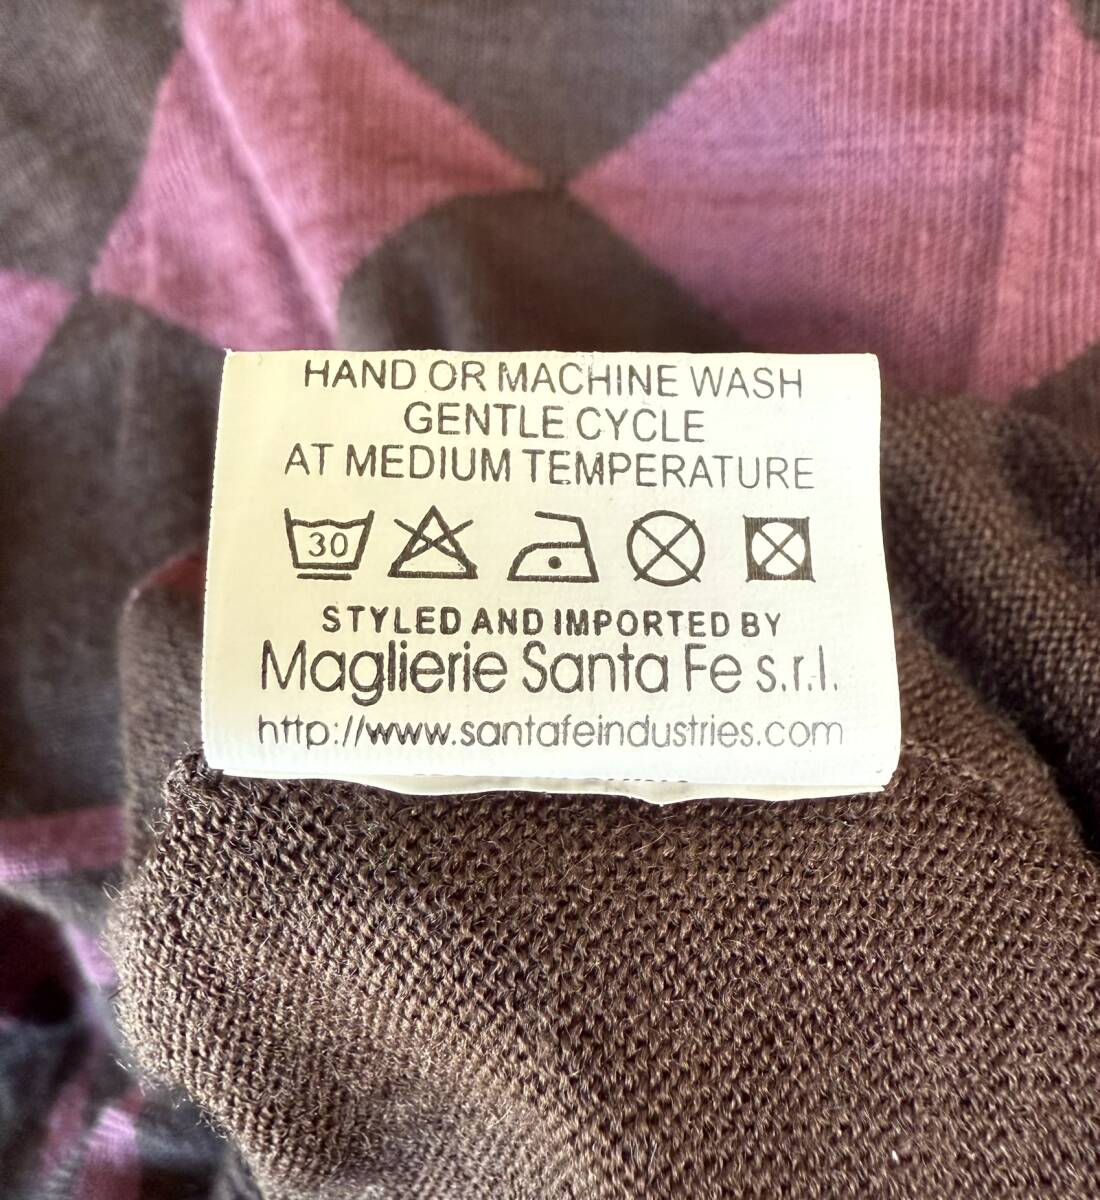 HAND OR MACHINE WASH
GENTLE CYCLE
AT MEDIUM TEMPERATURE
30
STYLED AND IMPORTED BY
Maglierie Santa Fe s.r.l.
http://www.santafeindustries.com